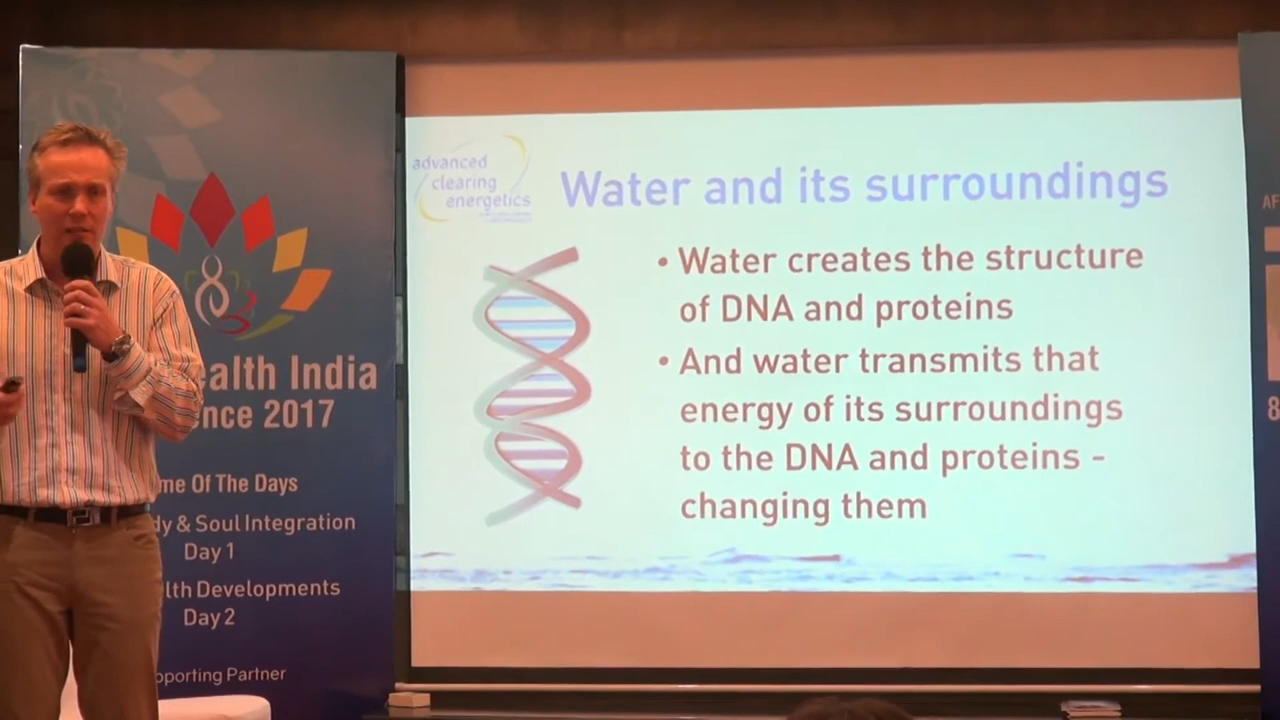 advanced
clearing
energetics
Water and its surroundings
• Water creates the structure
of DNA and proteins
• And water transmits that
energy of its surroundings
to the DNA and proteins -
changing them
ealth India
ence 2017
me Of The Days
dy & Soul Integration
Day 1
lth Developments
Day 2
pporting Partner
AF
8